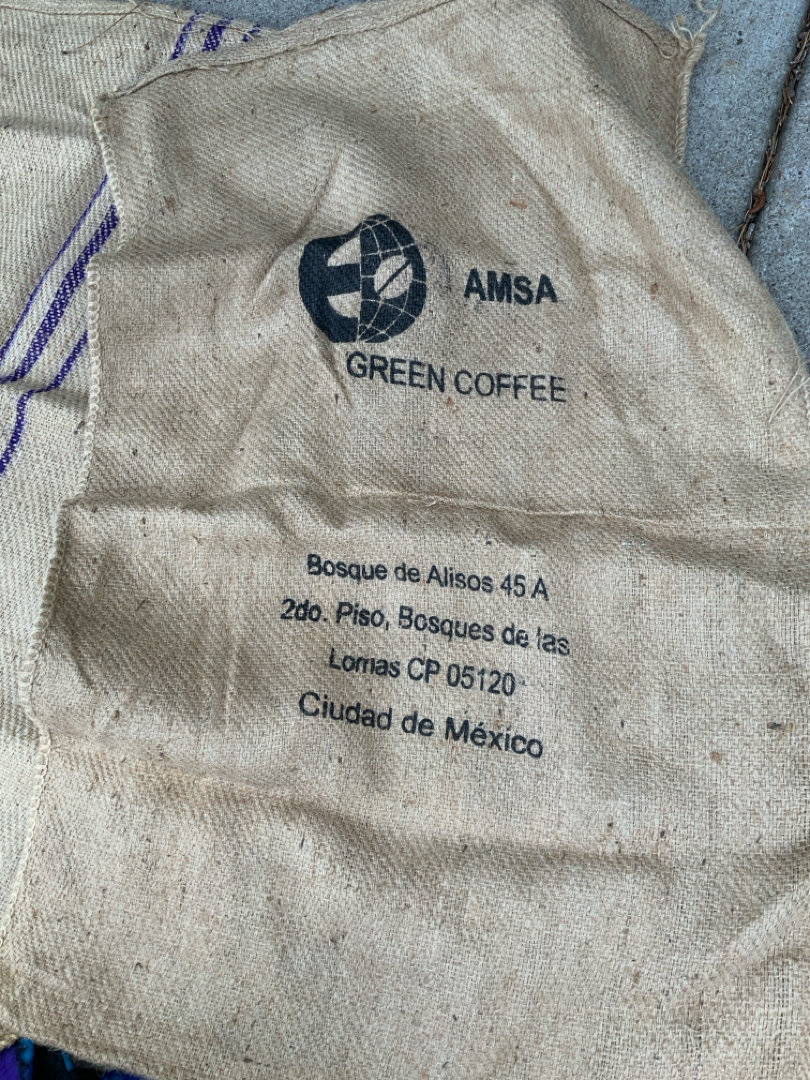 AMSA
GREEN COFFEE
Bosque de Alisos 45 A
2do. Piso, Bosques de las
Lomas CP 05120
Ciudad de México